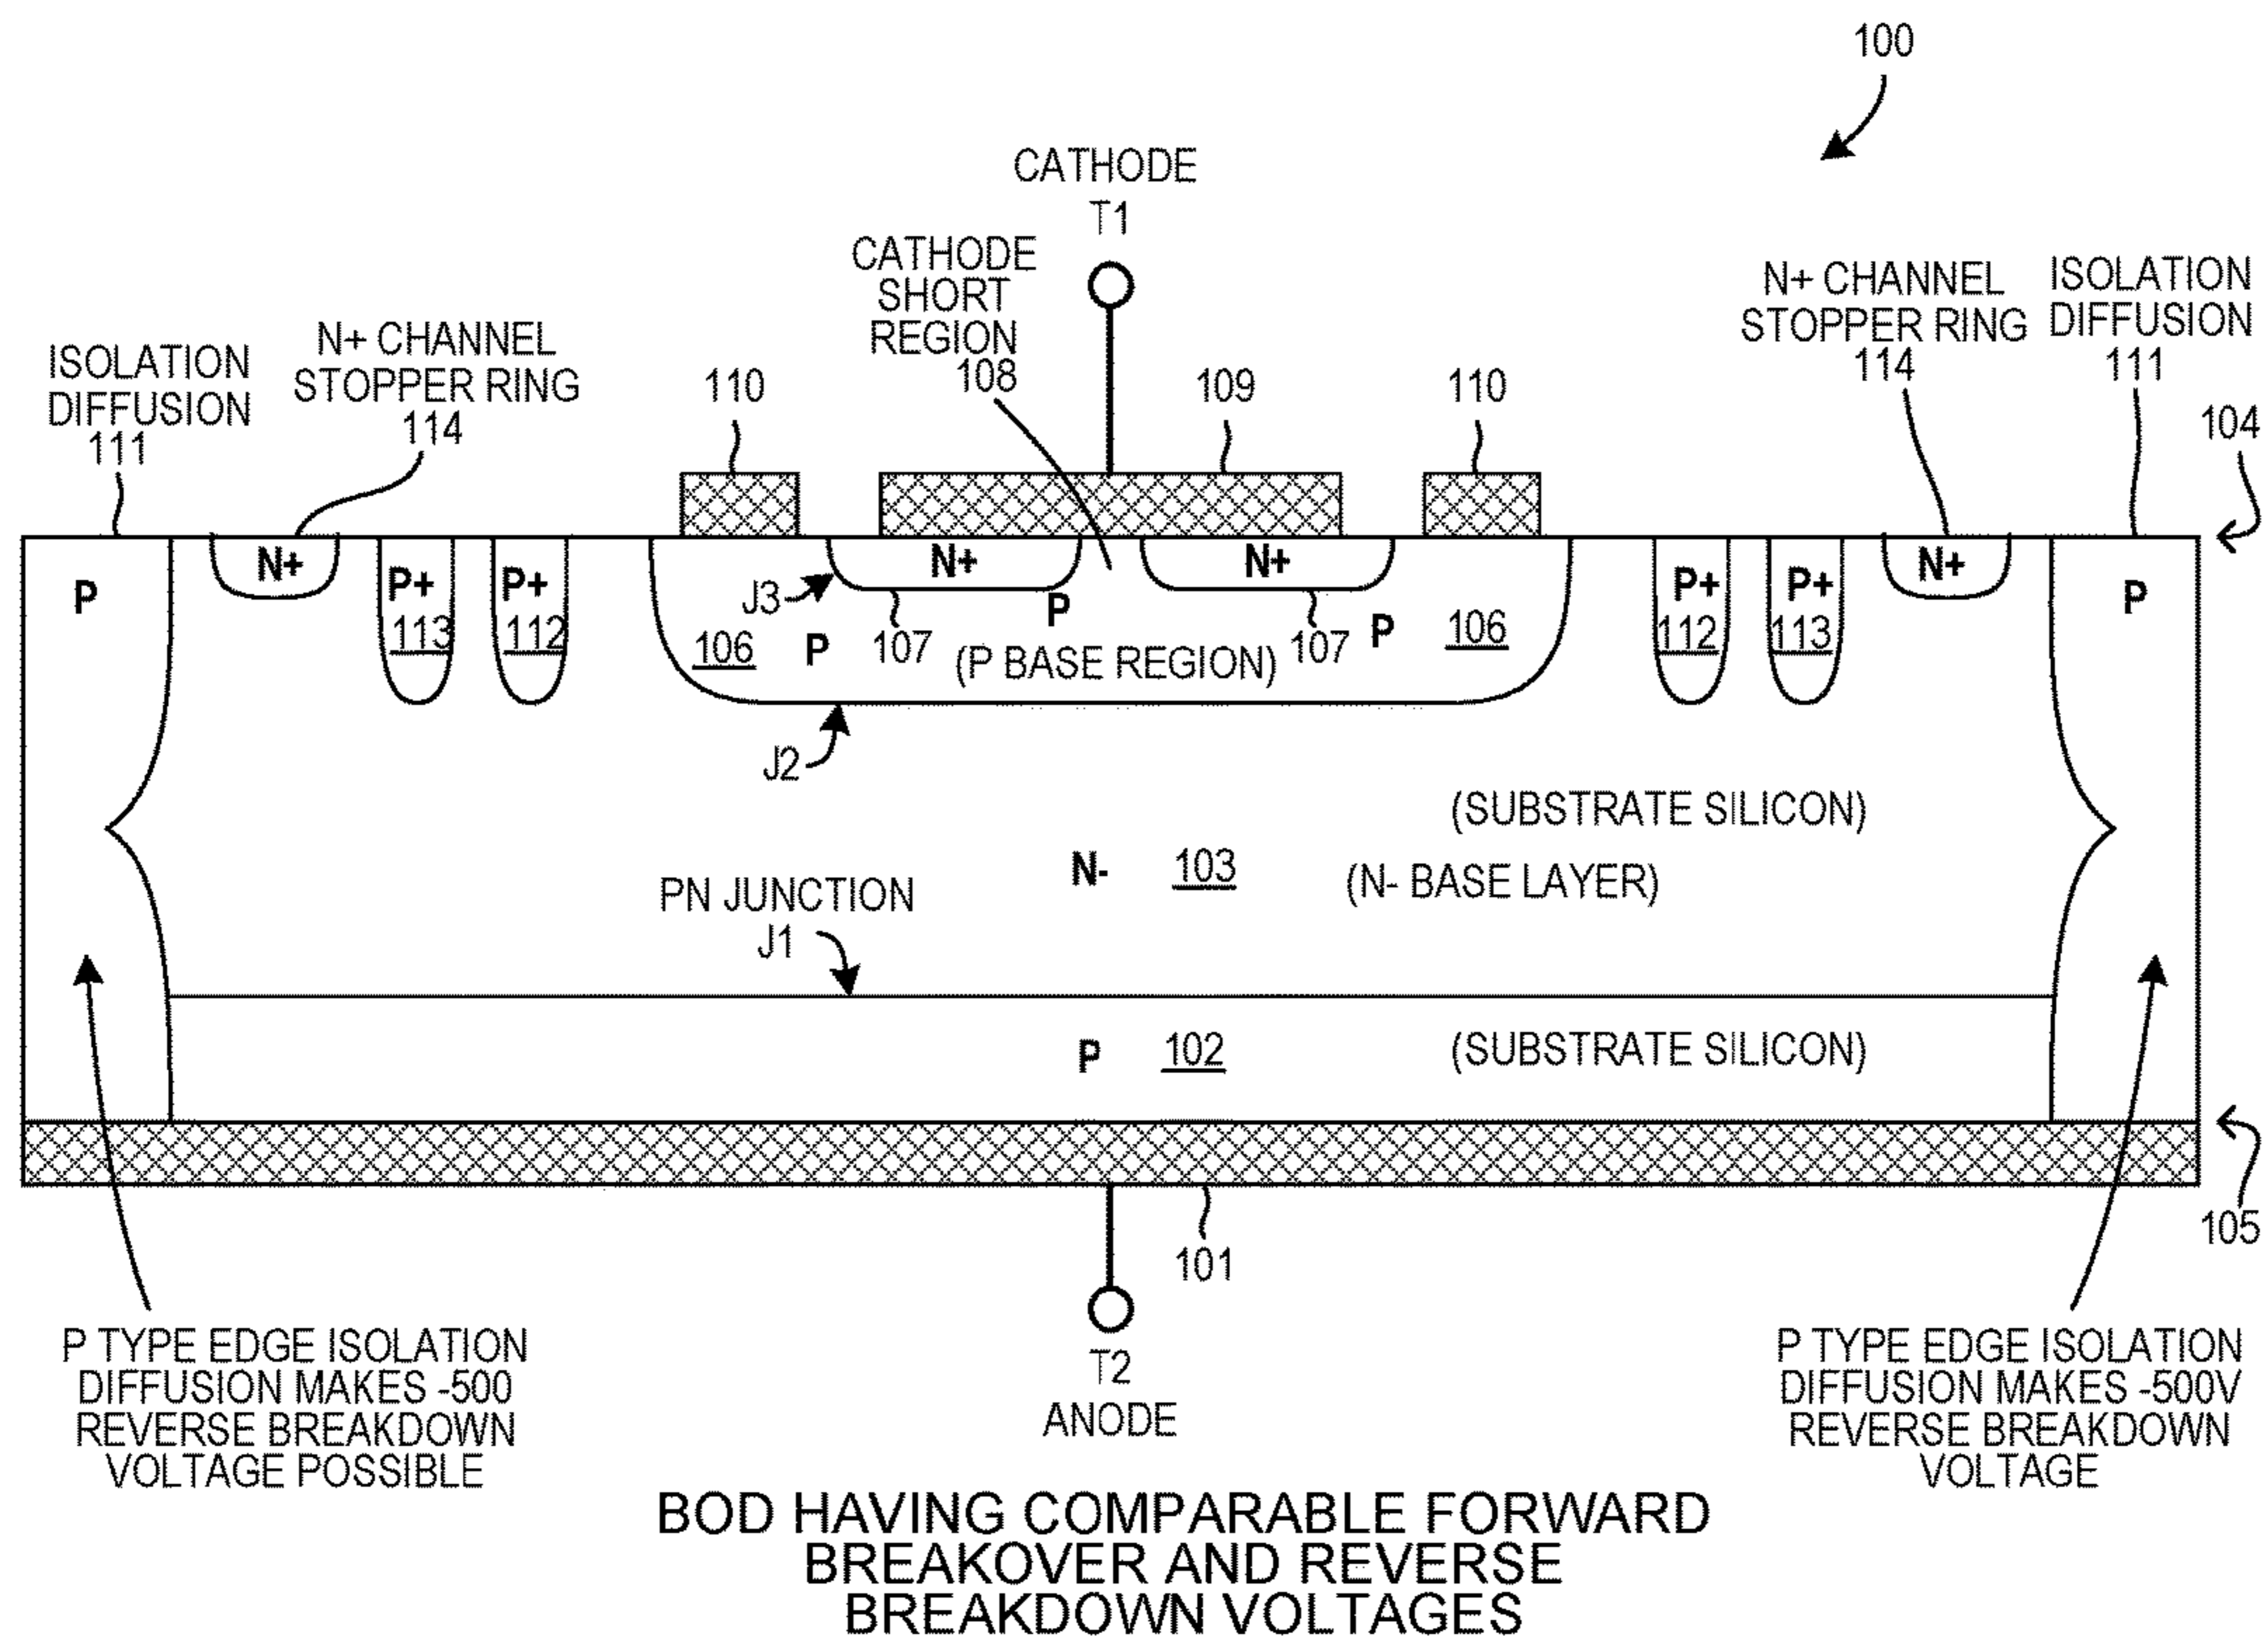 100
CATHODE
T1
CATHODE
SHORT
REGION
108
N+ CHANNEL
STOPPER RING
114
ISOLATION
DIFFUSION
111
ISOLATION
DIFFUSION
111
N+ CHANNEL
STOPPER RING
114
110
109
110
104
P
N+
P+
113
P+
112
J3
N+
N+
P
106
P
107
(P BASE REGION)
107
P
106
P+
112
P+
113
N+
P
J2
(SUBSTRATE SILICON)
N-
103
(N- BASE LAYER)
PN JUNCTION
J1
P
102
(SUBSTRATE SILICON)
105
101
T2
ANODE
P TYPE EDGE ISOLATION
DIFFUSION MAKES -500
REVERSE BREAKDOWN
VOLTAGE POSSIBLE
P TYPE EDGE ISOLATION
DIFFUSION MAKES -500V
REVERSE BREAKDOWN
VOLTAGE
BOD HAVING COMPARABLE FORWARD
BREAKOVER AND REVERSE
BREAKDOWN VOLTAGES